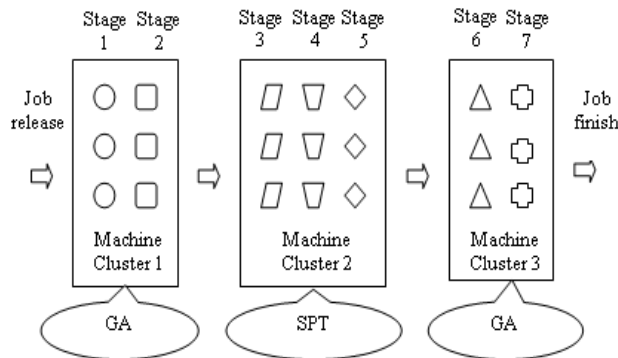 Stage Stage
1 2
Stage Stage Stage
3 4 5
Stage Stage
6 7
Job
release
Job
finish
Machine
Cluster 1
Machine
Cluster 2
Machine
Cluster 3
GA
SPT
GA